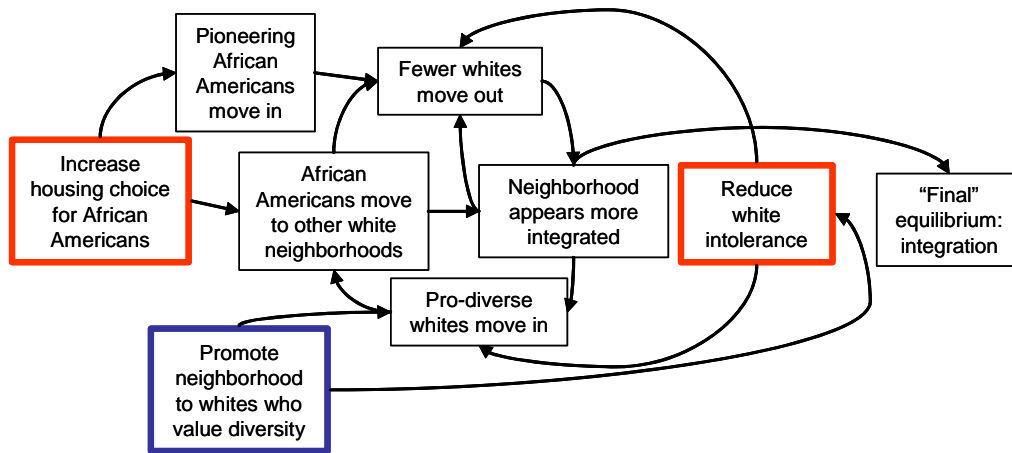 Pioneering
African
Americans
move in
Fewer whites
move out
Increase
housing choice
for African
Americans
African
Americans move
to other white
neighborhoods
Neighborhood
appears more
integrated
Reduce
white
intolerance
“Final”
equilibrium:
integration
Pro-diverse
whites move in
Promote
neighborhood
to whites who
value diversity